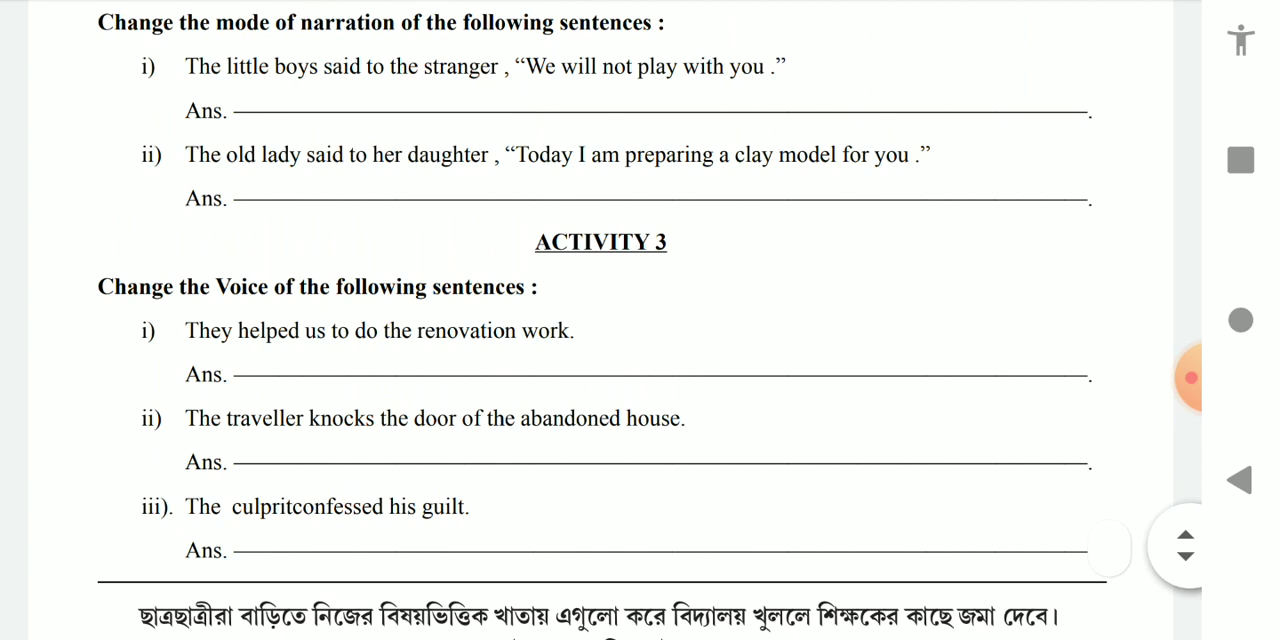 Change the mode of narration of the following sentences :
i) The little boys said to the stranger , “We will not play with you .”
Ans. .
ii) The old lady said to her daughter , “Today I am preparing a clay model for you .”
Ans. .
ACTIVITY 3
Change the Voice of the following sentences :
i) They helped us to do the renovation work.
Ans. .
ii) The traveller knocks the door of the abandoned house.
Ans. .
iii). The culpritconfessed his guilt.
Ans.
ছাত্রছাত্রীরা বাড়িতে নিজের বিষয়ভিত্তিক খাতায় এগুলো করে বিদ্যালয় খুললে শিক্ষকের কাছে জমা দেবে।